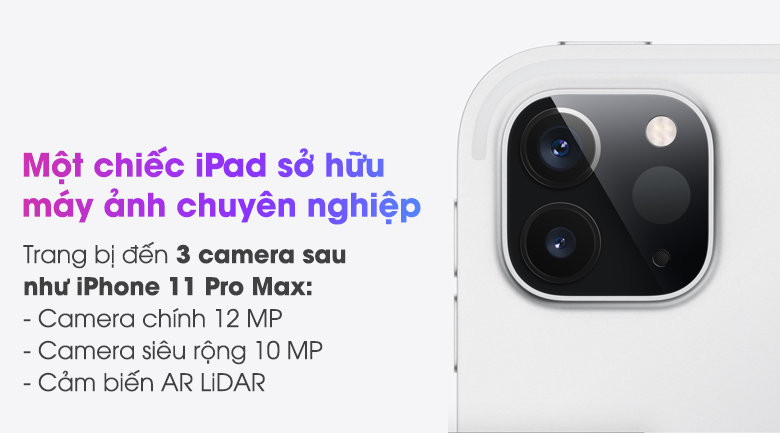 Một chiếc iPad sở hữu
máy ảnh chuyên nghiệp
Trang bị đến 3 camera sau
như iPhone 11 Pro Max:
- Camera chính 12 MP
- Camera siêu rộng 10 MP
- Cảm biến AR LiDAR